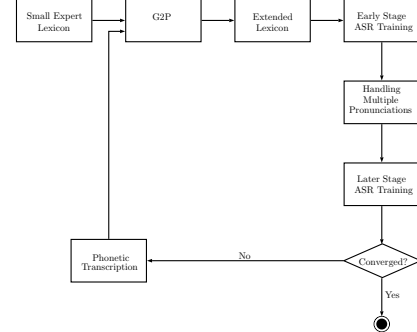 Small Expert
Lexicon
G2P
Extended
Lexicon
Early Stage
ASR Training
Handling
Multiple
Pronunciations
Later Stage
ASR Training
Converged?
No
Phonetic
Transcription
Yes